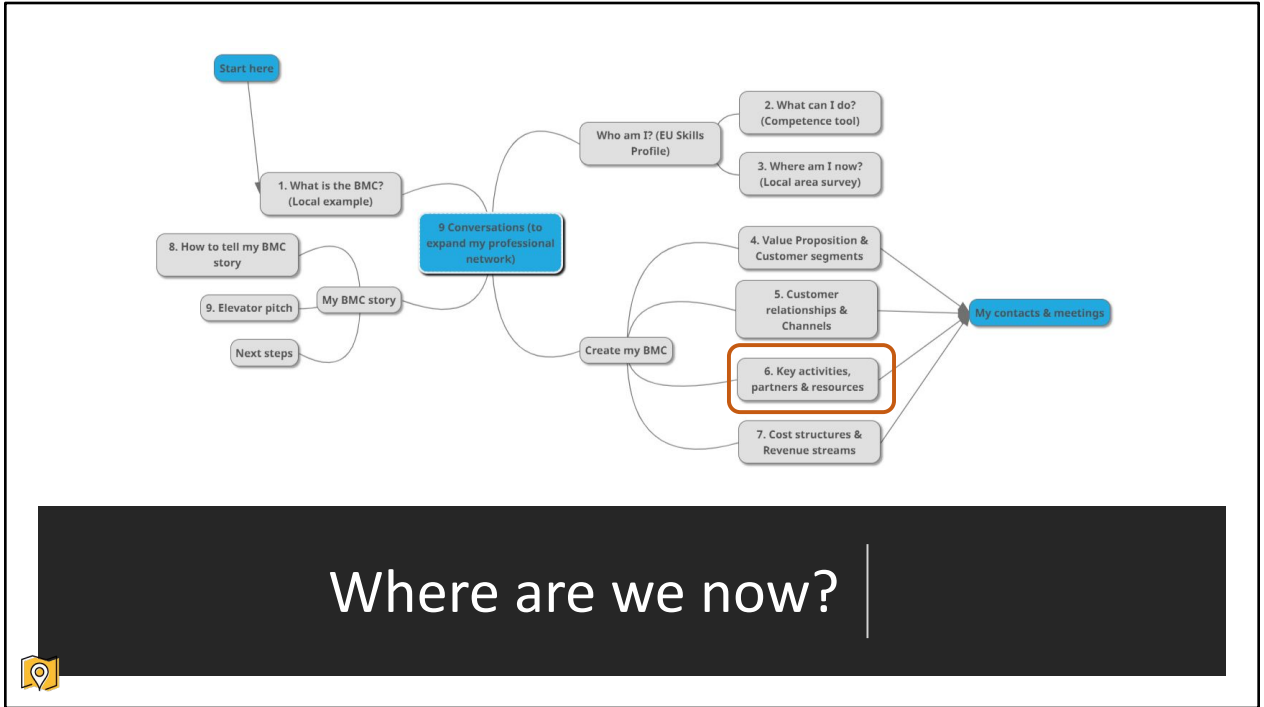 Start here
1. What is the BMC?
(Local example)
8. How to tell my BMC
story
9. Elevator pitch
Next steps
My BMC story
9 Conversations (to
expand my professional
network)
Who am I? (EU Skills
Profile)
2. What can I do?
(Competence tool)
3. Where am I now?
(Local area survey)
Create my BMC
4. Value Proposition &
Customer segments
5. Customer
relationships &
Channels
6. Key activities,
partners & resources
7. Cost structures &
Revenue streams
My contacts & meetings
Where are we now?